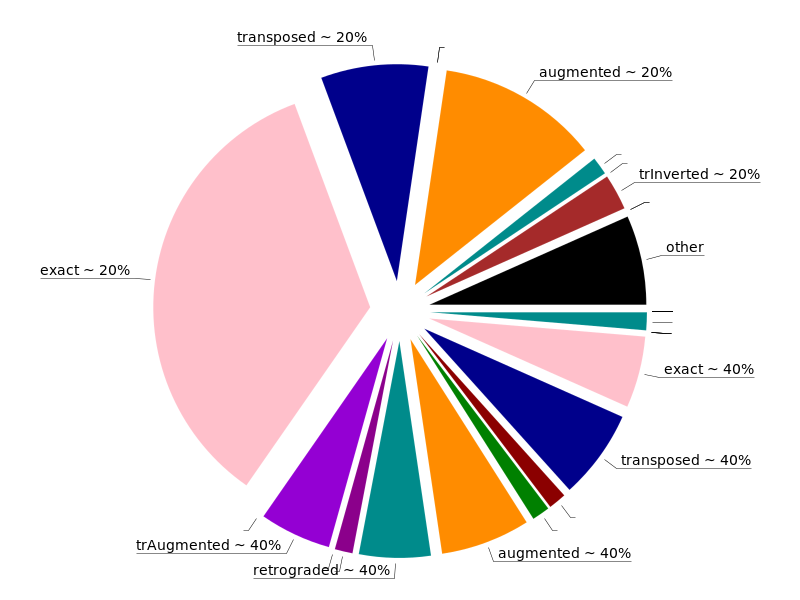 transposed ~ 20%
augmented ~ 20%
trInverted ~ 20%
other
exact ~ 20%
exact ~ 40%
transposed ~ 40%
augmented ~ 40%
trAugmented ~ 40%
retrograded ~ 40%